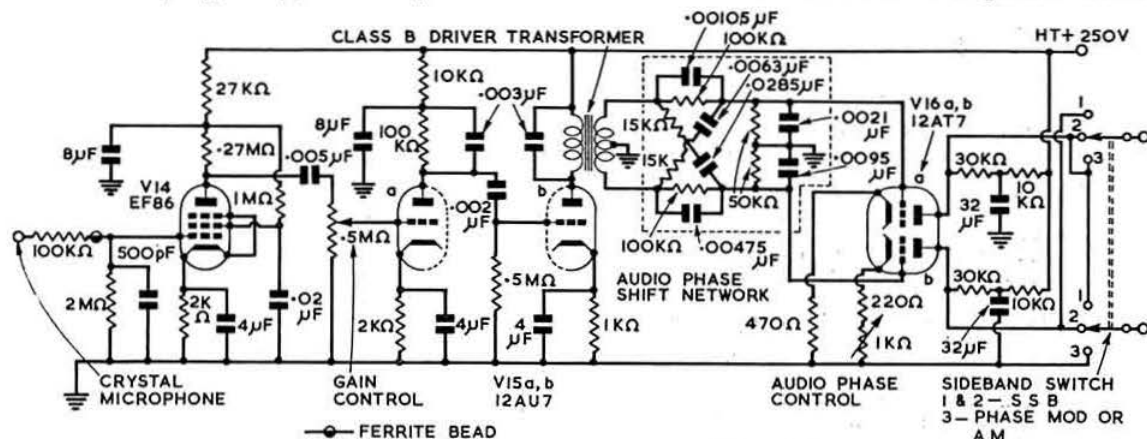 .00105µF
100KΩ
CLASS B DRIVER TRANSFORMER
.0063µF
.0285µF
HT+ 250V
10KΩ
.003µF
27KΩ
V16a,b
12AT7
1
2
3
8µF
8µF
100
KΩ
15KΩ
.0021
µF
.27MΩ
.005µF
V14
EF86
1MΩ
a
b
15K
.0095
µF
a
30KΩ
10
KΩ
.002
µF
50KΩ
32
µF
100KΩ
500pF
.5MΩ
100KΩ
.00475
µF
b
AUDIO PHASE
SHIFT NETWORK
30KΩ
10KΩ
2MΩ
2K
Ω
4µF
.02
µF
.5MΩ
2KΩ
4µF
4
µF
1KΩ
470Ω
220Ω
1KΩ
32µF
1
2
3
CRYSTAL
MICROPHONE
GAIN
CONTROL
V15a,b
12AU7
AUDIO PHASE
CONTROL
SIDEBAND SWITCH
1 & 2 – SSB
3 – PHASE MOD OR
A.M
FERRITE BEAD